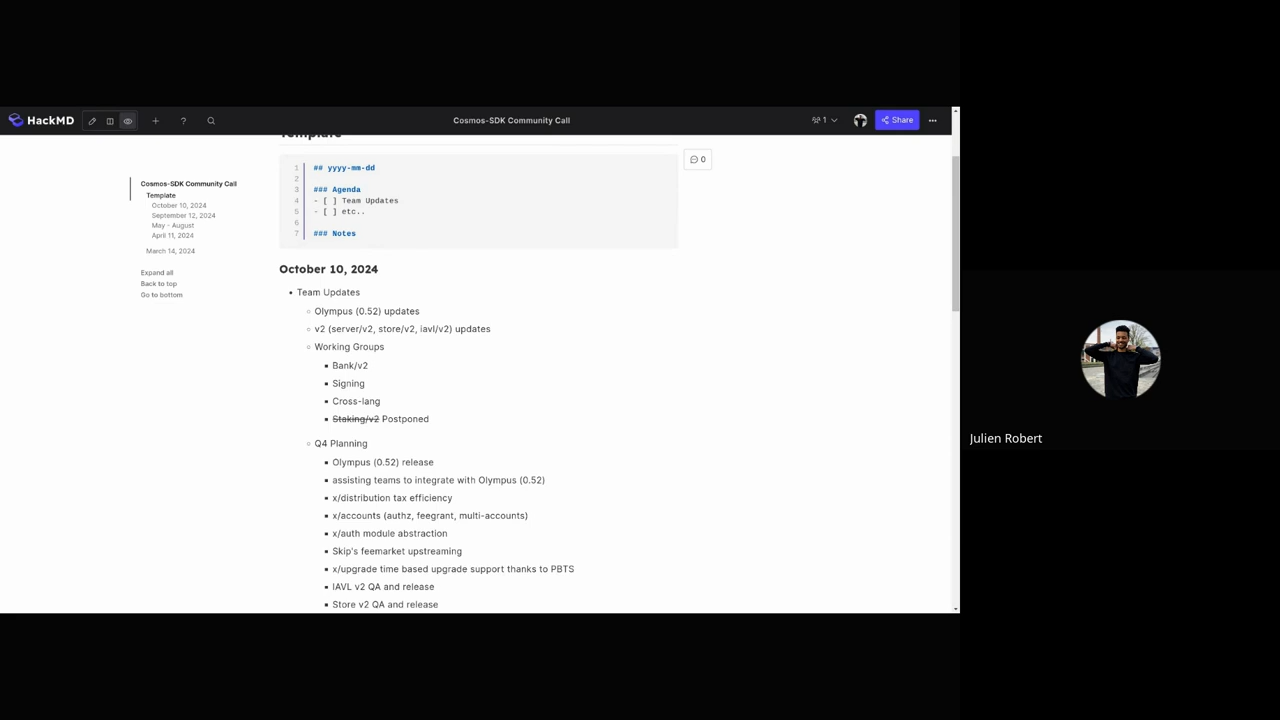 HackMD
+
?
Cosmos-SDK Community Call
1
Share
Template
0
1 ## yyyy-mm-dd
2
3 ### Agenda
4 - [ ] Team Updates
5 - [ ] etc..
6
7 ### Notes
Cosmos-SDK Community Call
Template
October 10, 2024
September 12, 2024
May - August
April 11, 2024
March 14, 2024
Expand all
Back to top
Go to bottom
October 10, 2024
• Team Updates
◦ Olympus (0.52) updates
◦ v2 (server/v2, store/v2, iavl/v2) updates
◦ Working Groups
▪ Bank/v2
▪ Signing
▪ Cross-lang
▪ Staking/v2 Postponed
◦ Q4 Planning
▪ Olympus (0.52) release
▪ assisting teams to integrate with Olympus (0.52)
▪ x/distribution tax efficiency
▪ x/accounts (authz, feegrant, multi-accounts)
▪ x/auth module abstraction
▪ Skip's feemarket upstreaming
▪ x/upgrade time based upgrade support thanks to PBTS
▪ IAVL v2 QA and release
▪ Store v2 QA and release
Julien Robert